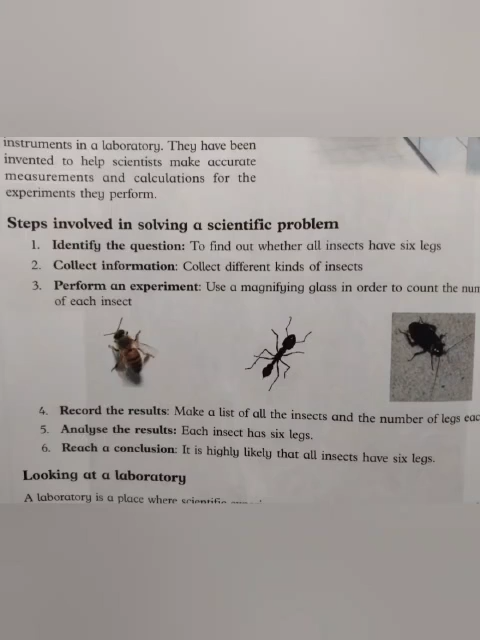 instruments in a laboratory. They have been
invented to help scientists make accurate
measurements and calculations for the
experiments they perform.
Steps involved in solving a scientific problem
1. Identify the question: To find out whether all insects have six legs
2. Collect information: Collect different kinds of insects
3. Perform an experiment: Use a magnifying glass in order to count the num
of each insect
4. Record the results: Make a list of all the insects and the number of legs eac
5. Analyse the results: Each insect has six legs.
6. Reach a conclusion: It is highly likely that all insects have six legs.
Looking at a laboratory
A laboratory is a place where scientific